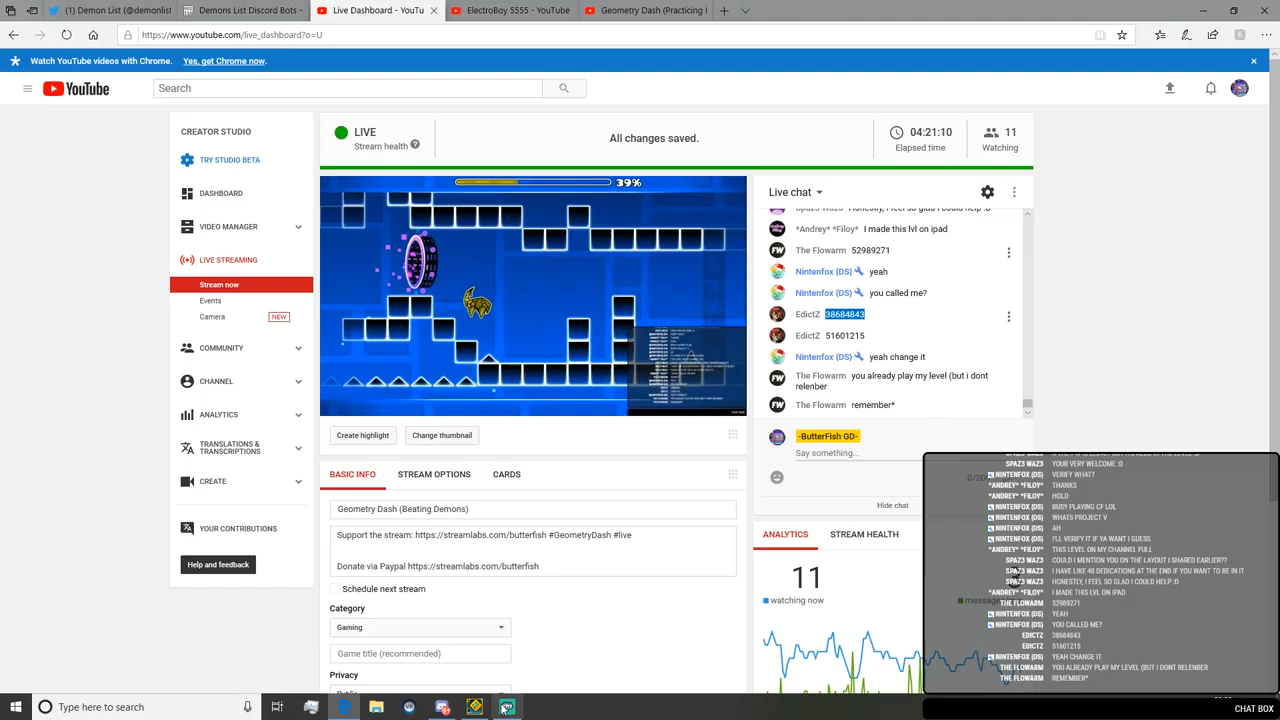 Demon List (@demonlist
Demons List Discord Bots -
Live Dashboard - YouTu
ElectroBoy 5555 - YouTube
Geometry Dash (Practicing
https://www.youtube.com/live_dashboard?o=U
Watch YouTube videos with Chrome. Yes, get Chrome now.
YouTube
Search
CREATOR STUDIO
TRY STUDIO BETA
DASHBOARD
VIDEO MANAGER
LIVE STREAMING
Stream now
Events
Camera NEW
COMMUNITY
CHANNEL
ANALYTICS
TRANSLATIONS &
TRANSCRIPTIONS
CREATE
YOUR CONTRIBUTIONS
Help and feedback
LIVE
Stream health
All changes saved.
04:21:10
Elapsed time
11
Watching
39%
Create highlight
Change thumbnail
BASIC INFO STREAM OPTIONS CARDS
Geometry Dash (Beating Demons)
Support the stream: https://streamlabs.com/butterfish #GeometryDash #live
Donate via Paypal https://streamlabs.com/butterfish
Schedule next stream
Category
Gaming
Game title (recommended)
Privacy
Live chat
*Andrey* *Filoy* I made this lvl on ipad
The Flowarm 52989271
Nintenfox {DS} yeah
Nintenfox {DS} you called me?
EdictZ 38684843
EdictZ 51601215
Nintenfox {DS} yeah change it
The Flowarm you already play my level (but i dont
relenber
The Flowarm remember*
-ButterFish GD-
Say something...
Hide chat
ANALYTICS STREAM HEALTH
11
watching now
SPAZ3 WAZ3 YOUR VERY WELCOME :D
NINTENFOX {DS} VERIFY WHAT?
*ANDREY* *FILOY* THANKS
*ANDREY* *FILOY* HOLD
NINTENFOX {DS} BUSY PLAYING CF LOL
NINTENFOX {DS} WHATS PROJECT V
NINTENFOX {DS} AH
NINTENFOX {DS} I'LL VERIFY IT IF YA WANT I GUESS
*ANDREY* *FILOY* THIS LEVEL ON MY CHANNEL FULL
SPAZ3 WAZ3 COULD I MENTION YOU ON THE LAYOUT I SHARED EARLIER??
SPAZ3 WAZ3 I HAVE LIKE 40 DEDICATIONS AT THE END IF YOU WANT TO BE IN IT
SPAZ3 WAZ3 HONESTLY, I FEEL SO GLAD I COULD HELP :D
*ANDREY* *FILOY* I MADE THIS LVL ON IPAD
THE FLOWARM 52989271
NINTENFOX {DS} YEAH
NINTENFOX {DS} YOU CALLED ME?
EDICTZ 38684843
EDICTZ 51601215
NINTENFOX {DS} YEAH CHANGE IT
THE FLOWARM YOU ALREADY PLAY MY LEVEL (BUT I DONT RELENBER
THE FLOWARM REMEMBER*
CHAT BOX
Type here to search